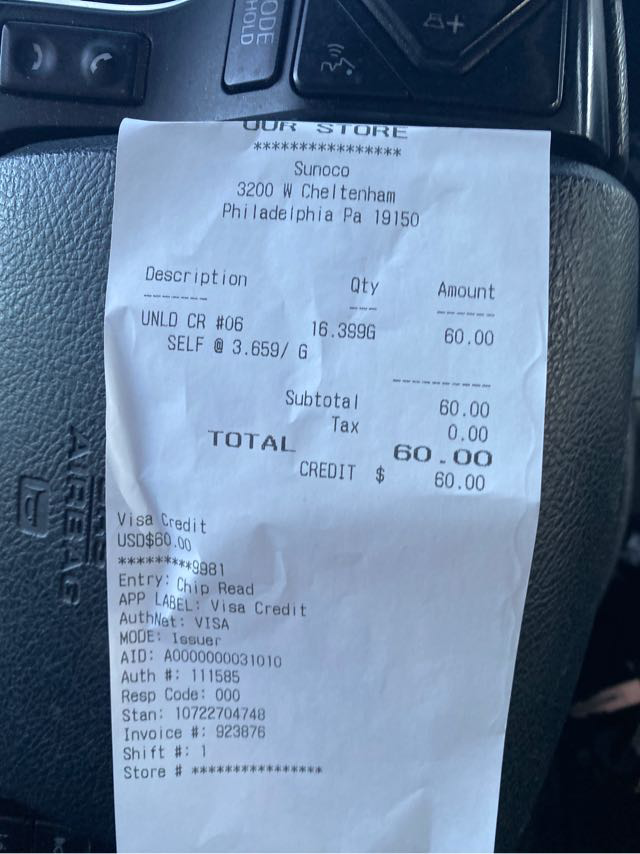 MODE
HOLD
OUR STORE
****************
Sunoco
3200 W Cheltenham
Philadelphia Pa 19150
Description Qty Amount
UNLD CR #06 16.399G 60.00
SELF @ 3.659/ G
Subtotal 60.00
Tax 0.00
TOTAL 60.00
CREDIT $ 60.00
Visa Credit
USD$60.00
*********9981
Entry: Chip Read
APP LABEL: Visa Credit
AuthNet: VISA
MODE: Issuer
AID: A0000000031010
Auth #: 111585
Resp Code: 000
Stan: 10722704748
Invoice #: 923876
Shift #: 1
Store # ****************
AIRBAG